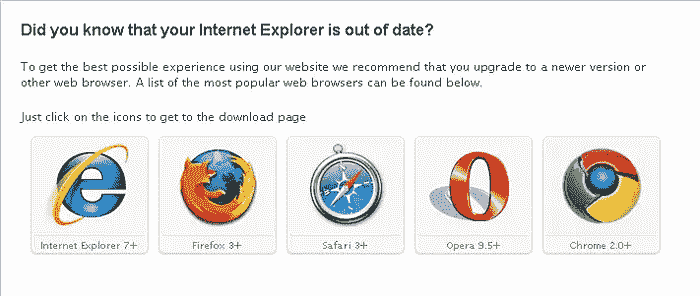 Did you know that your Internet Explorer is out of date?
To get the best possible experience using our website we recommend that you upgrade to a newer version or
other web browser. A list of the most popular web browsers can be found below.
Just click on the icons to get to the download page
Internet Explorer 7+
Firefox 3+
Safari 3+
Opera 9.5+
Chrome 2.0+